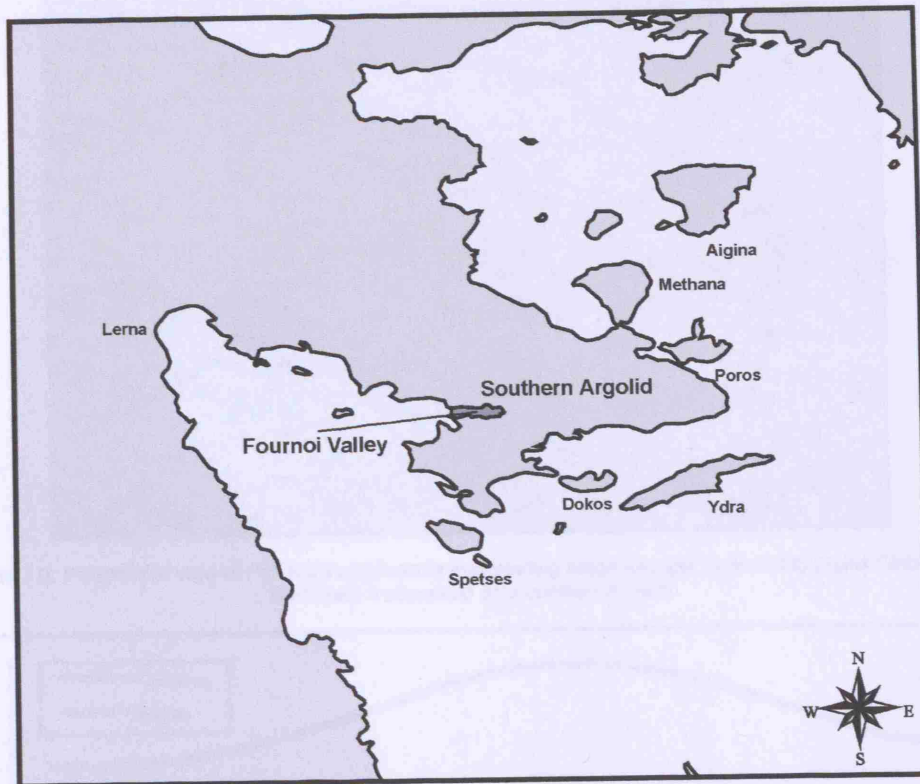 Aigina
Methana
Lerna
Poros
Southern Argolid
Fournoi Valley
Dokos
Ydra
Spetses
N
W
E
S